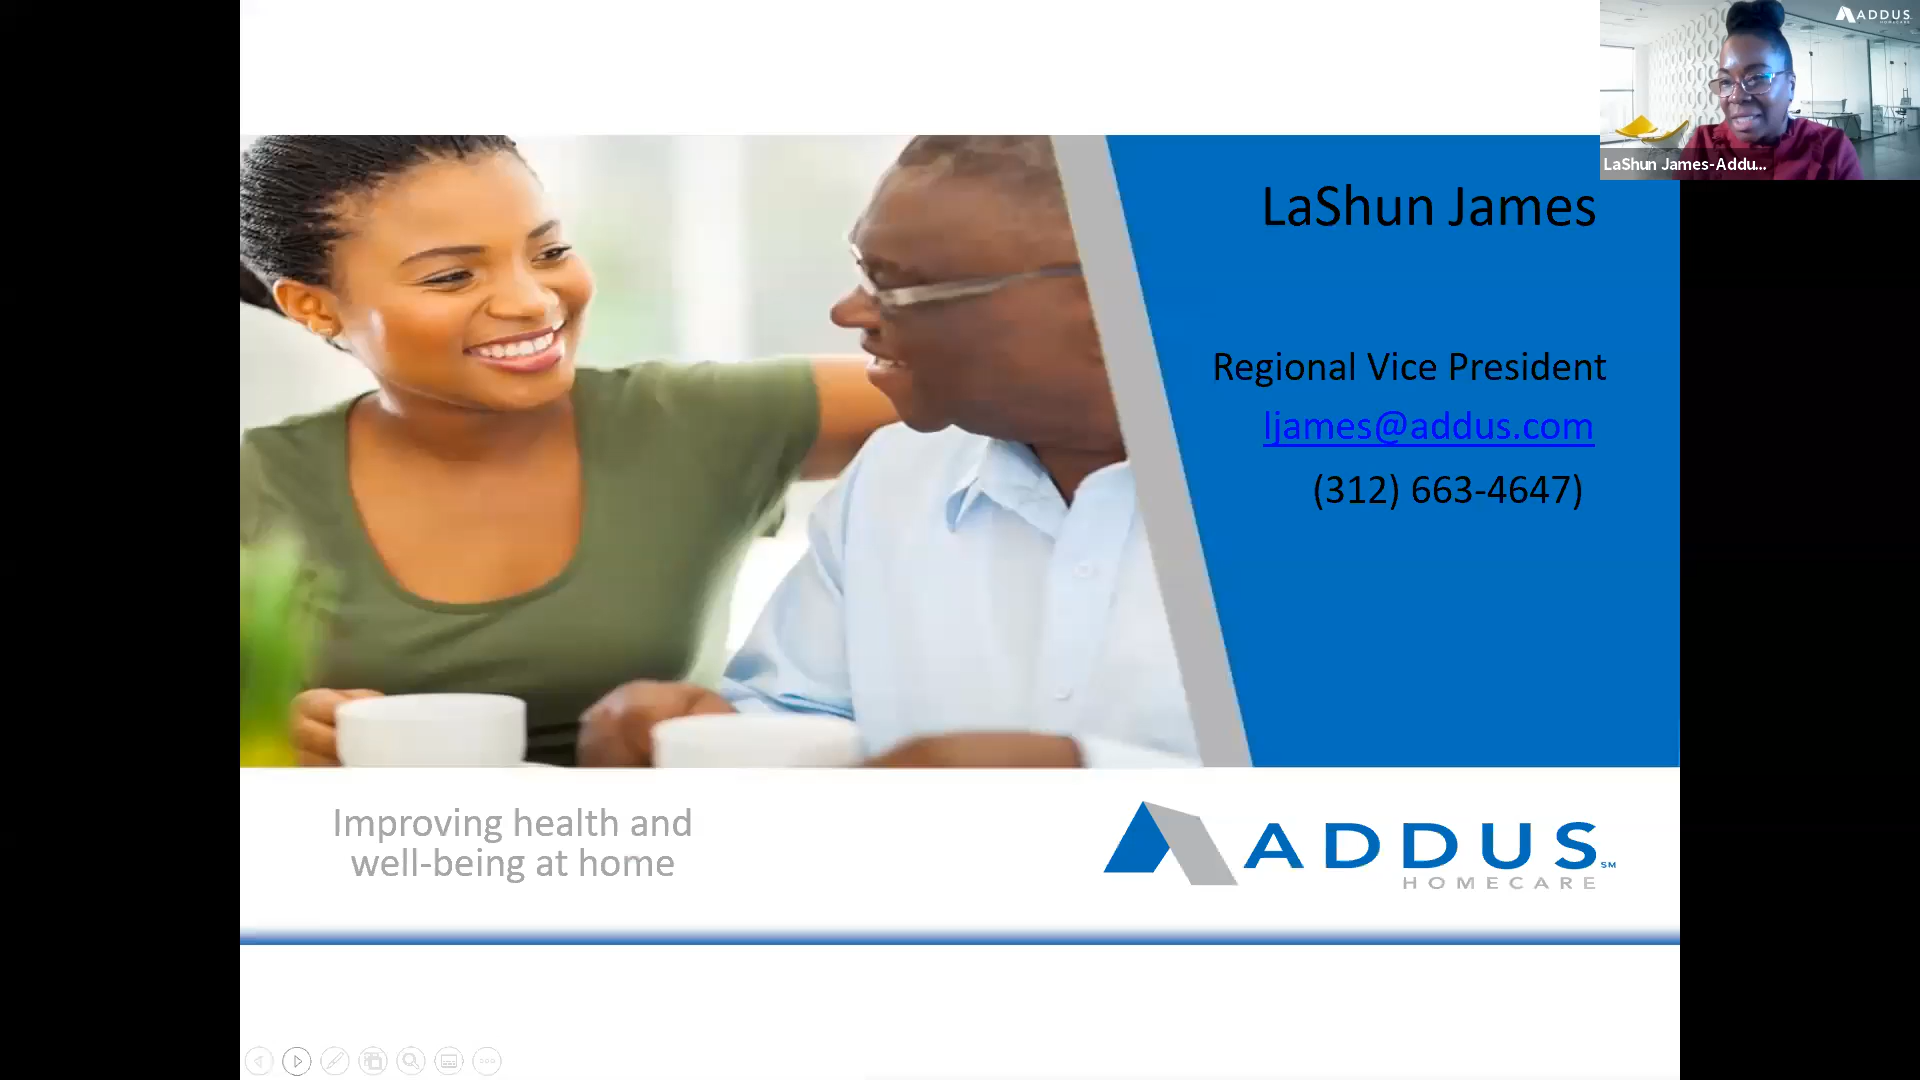 ADDUS
HOMECARE
LaShun James-Addu...
LaShun James
Regional Vice President
ljames@addus.com
(312) 663-4647)
Improving health and
well-being at home
ADDUS SM
HOMECARE